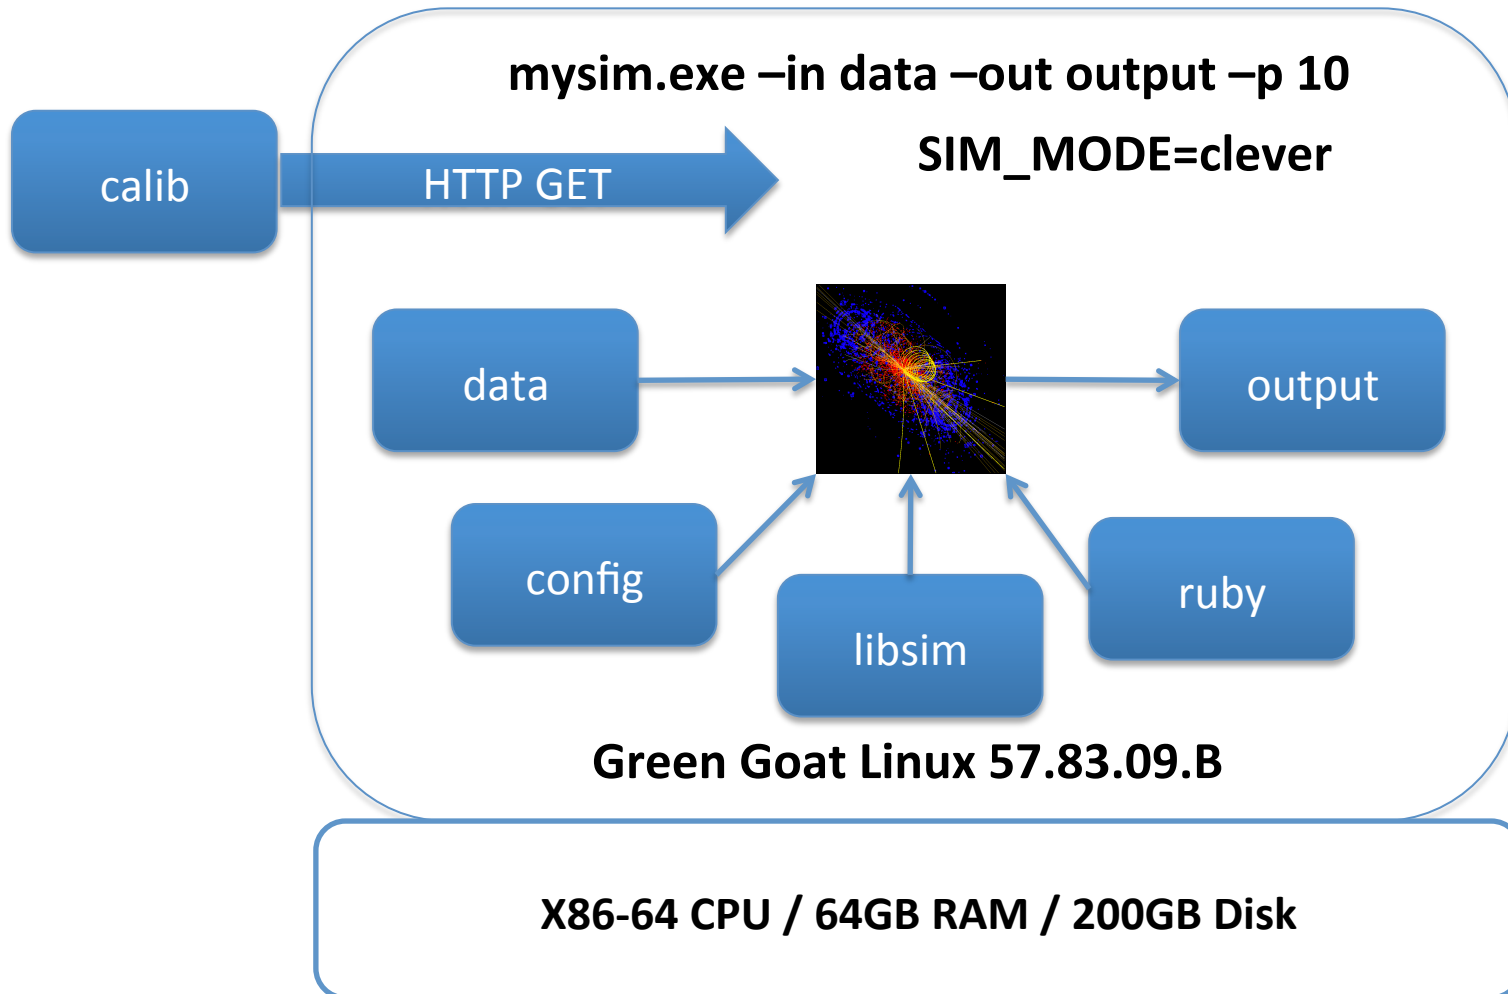 mysim.exe –in data –out output –p 10
SIM_MODE=clever
calib
HTTP GET
data
output
config
libsim
ruby
Green Goat Linux 57.83.09.B
X86-64 CPU / 64GB RAM / 200GB Disk